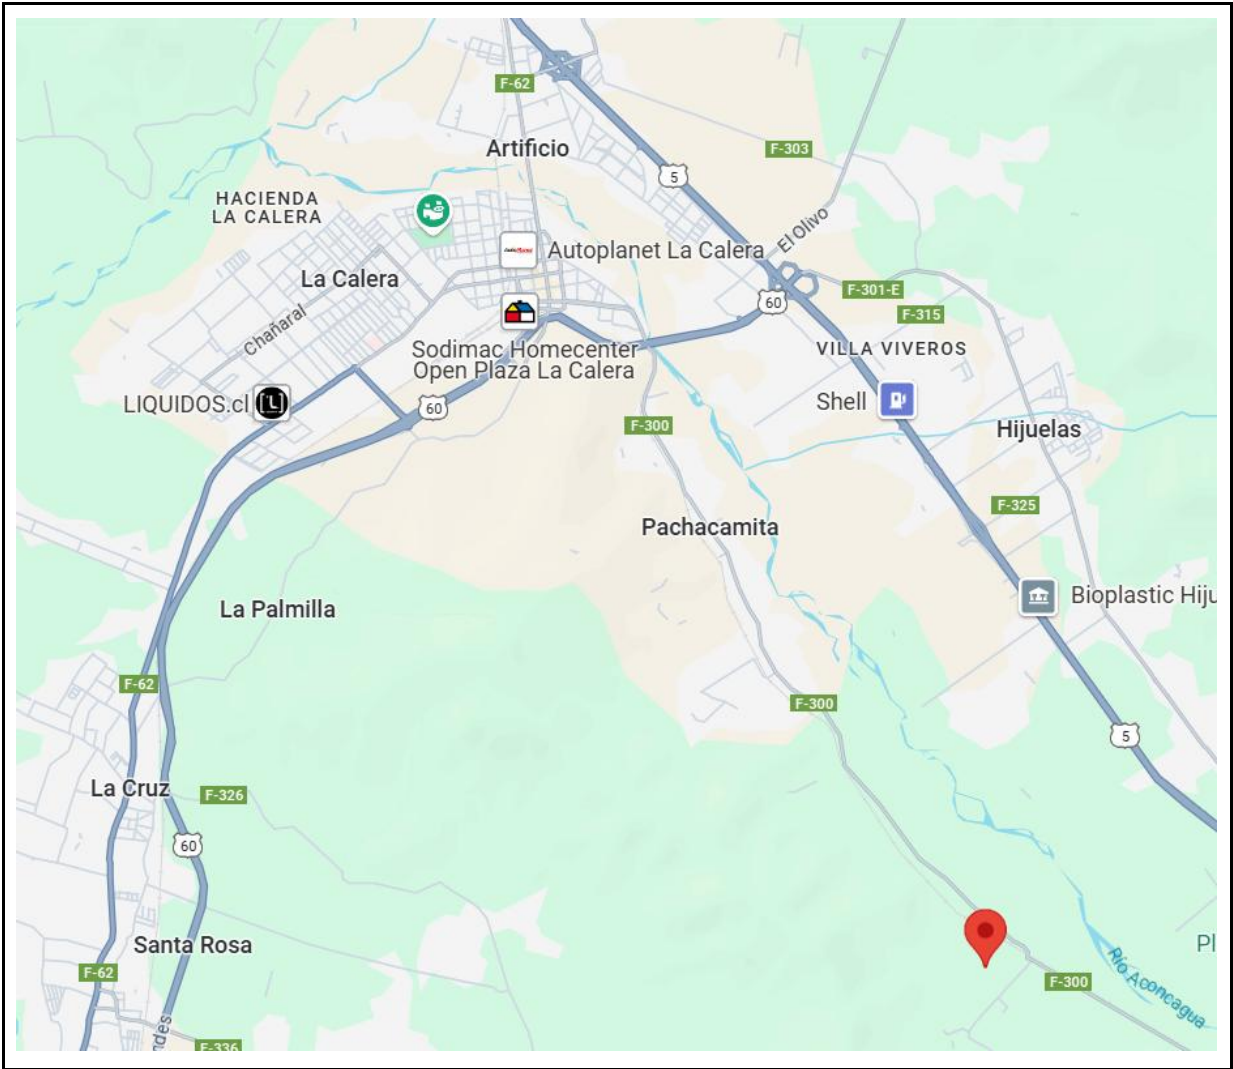 F-62
Artificio
F-303
5
HACIENDA
LA CALERA
El Olivo
Autoplanet La Calera
La Calera
F-301-E
60
F-315
Chañaral
Sodimac Homecenter
Open Plaza La Calera
VILLA VIVEROS
LIQUIDOS.cl
60
Shell
F-300
Hijuelas
F-325
Pachacamita
Bioplastic Hiju
La Palmilla
F-62
F-300
5
La Cruz
F-326
60
Santa Rosa
Pl
F-62
F-300
Río Aconcagua
des
F-336